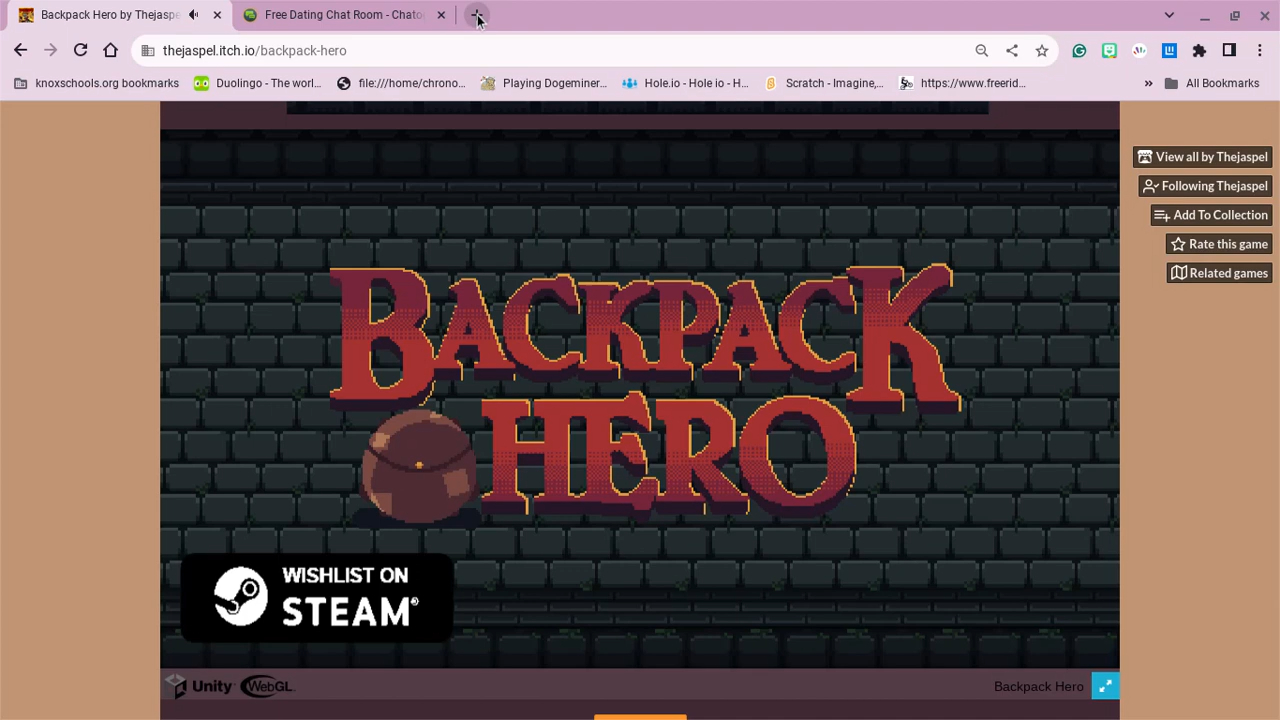 Backpack Hero by Thejaspe
Free Dating Chat Room - Chato
thejaspel.itch.io/backpack-hero
knoxschools.org bookmarks
Duolingo - The worl...
file:///home/chrono...
Playing Dogeminer...
Hole.io - Hole io - H...
Scratch - Imagine,...
https://www.freerid...
»
All Bookmarks
View all by Thejaspel
Following Thejaspel
Add To Collection
Rate this game
Related games
BACKPACK
HERO
WISHLIST ON
STEAM®
Unity WebGL
Backpack Hero